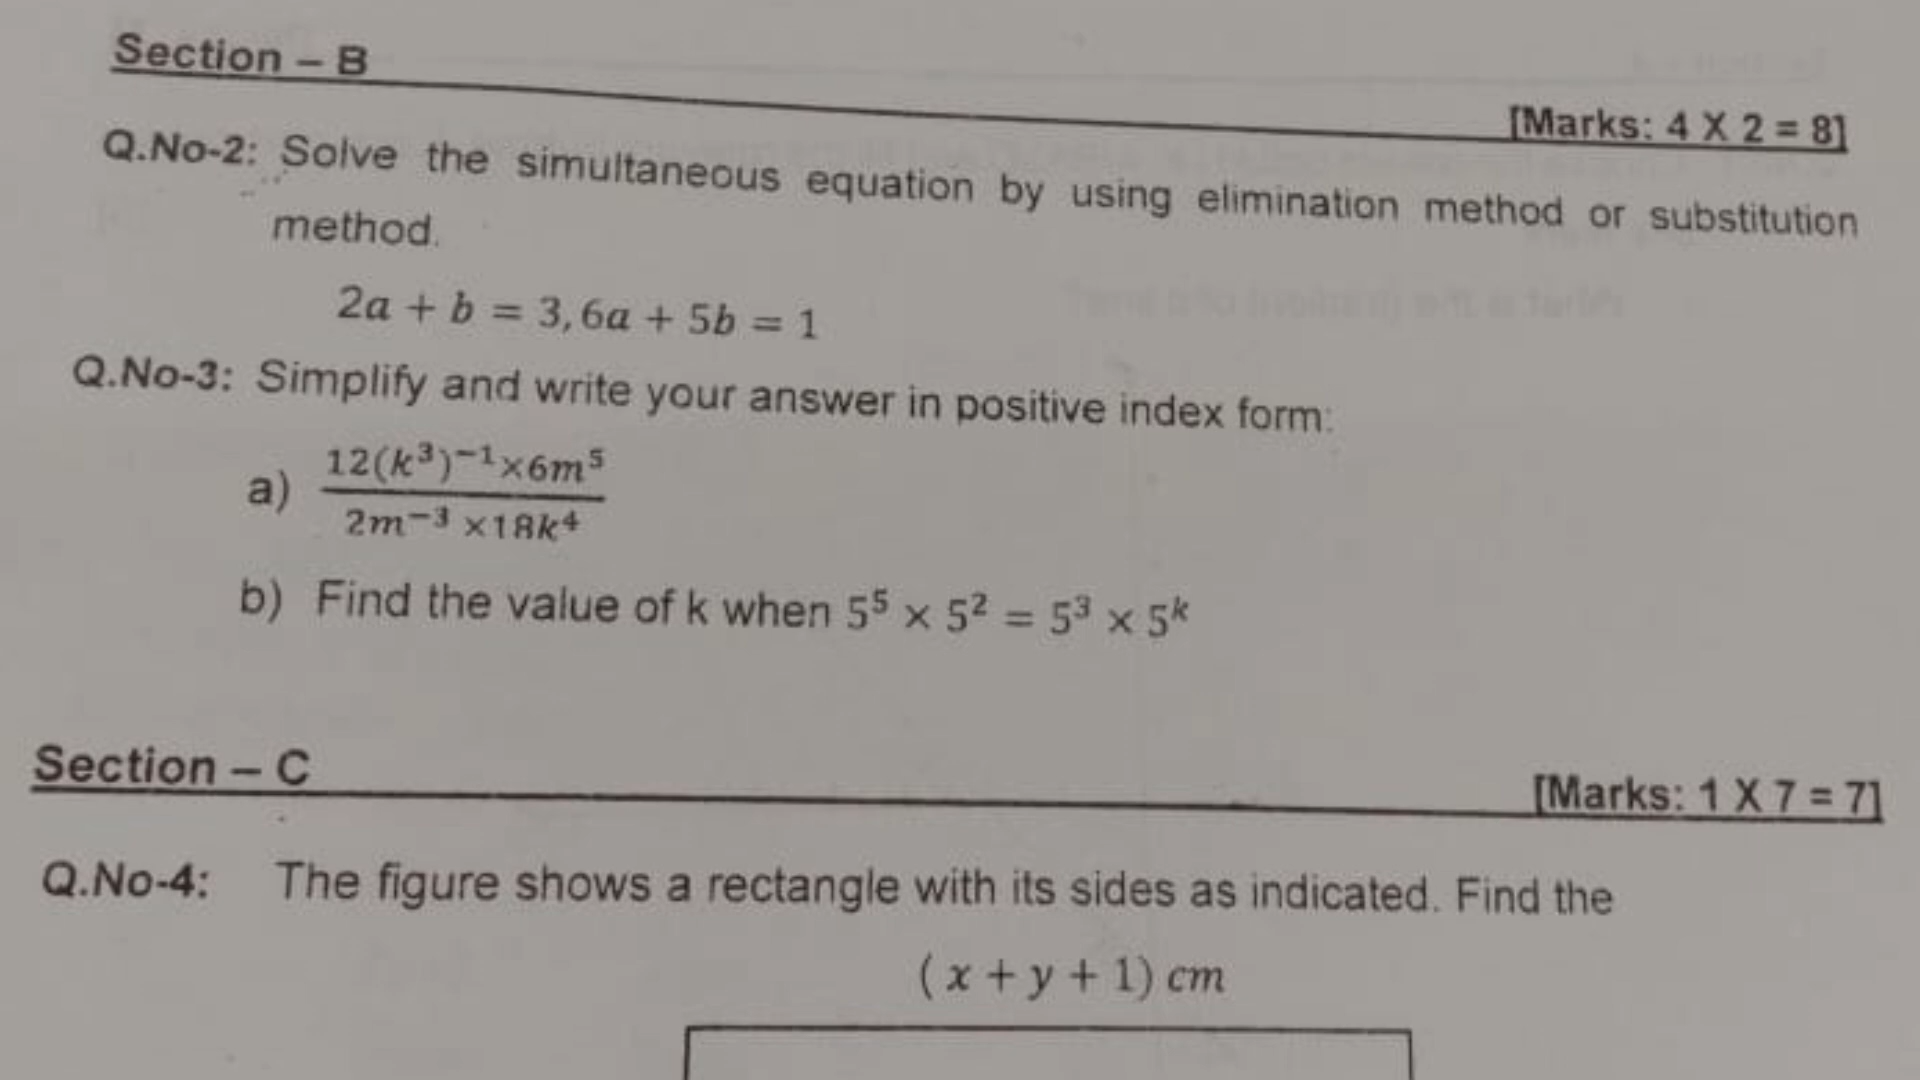 Section – B
[Marks: 4 X 2 = 8]
Q.No-2: Solve the simultaneous equation by using elimination method or substitution
method.
2a + b = 3, 6a + 5b = 1
Q.No-3: Simplify and write your answer in positive index form:
a) 12(k³)⁻¹×6m⁵
2m⁻³ ×18k⁴
b) Find the value of k when 5⁵ × 5² = 5³ × 5ᵏ
Section – C
[Marks: 1 X 7 = 7]
Q.No-4: The figure shows a rectangle with its sides as indicated. Find the
( x + y + 1) cm